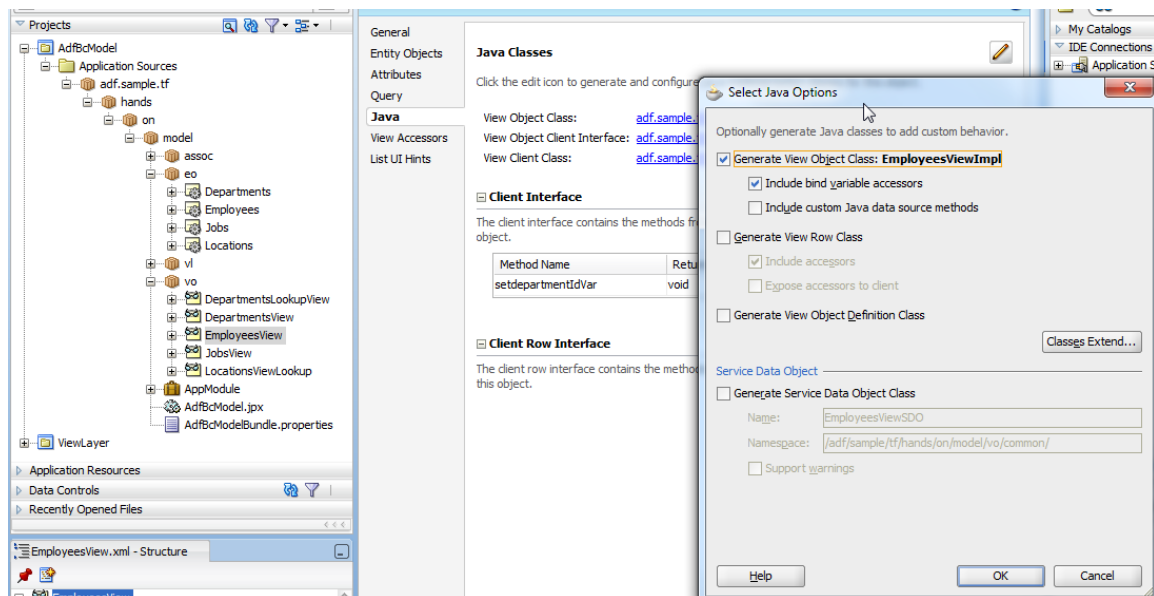 Projects
AdfBcModel
Application Sources
adf.sample.tf
hands
on
model
assoc
eo
Departments
Employees
Jobs
Locations
vl
vo
DepartmentsLookupView
DepartmentsView
EmployeesView
JobsView
LocationsViewLookup
AppModule
AdfBcModel.jpx
AdfBcModelBundle.properties
ViewLayer
Application Resources
Data Controls
Recently Opened Files
EmployeesView.xml - Structure
General
Entity Objects
Attributes
Query
Java
View Accessors
List UI Hints
Java Classes
Click the edit icon to generate and configure
View Object Class: adf.sample.
View Object Client Interface: adf.sample.
View Client Class: adf.sample.
Client Interface
The client interface contains the methods
object.
Method Name
setdepartmentIdVar void
Client Row Interface
The client row interface contains the
this object.
My Catalogs
IDE Connections
Application
Select Java Options
Optionally generate Java classes to add custom behavior.
Generate View Object Class: EmployeesViewImpl
Include bind variable accessors
Include custom Java data source methods
Generate View Row Class
Include accessors
Expose accessors to client
Generate View Object Definition Class
Classes Extend...
Service Data Object
Generate Service Data Object Class
Name: EmployeesViewSDO
Namespace: /adf/sample/tf/hands/on/model/vo/common/
Support warnings
Help OK Cancel